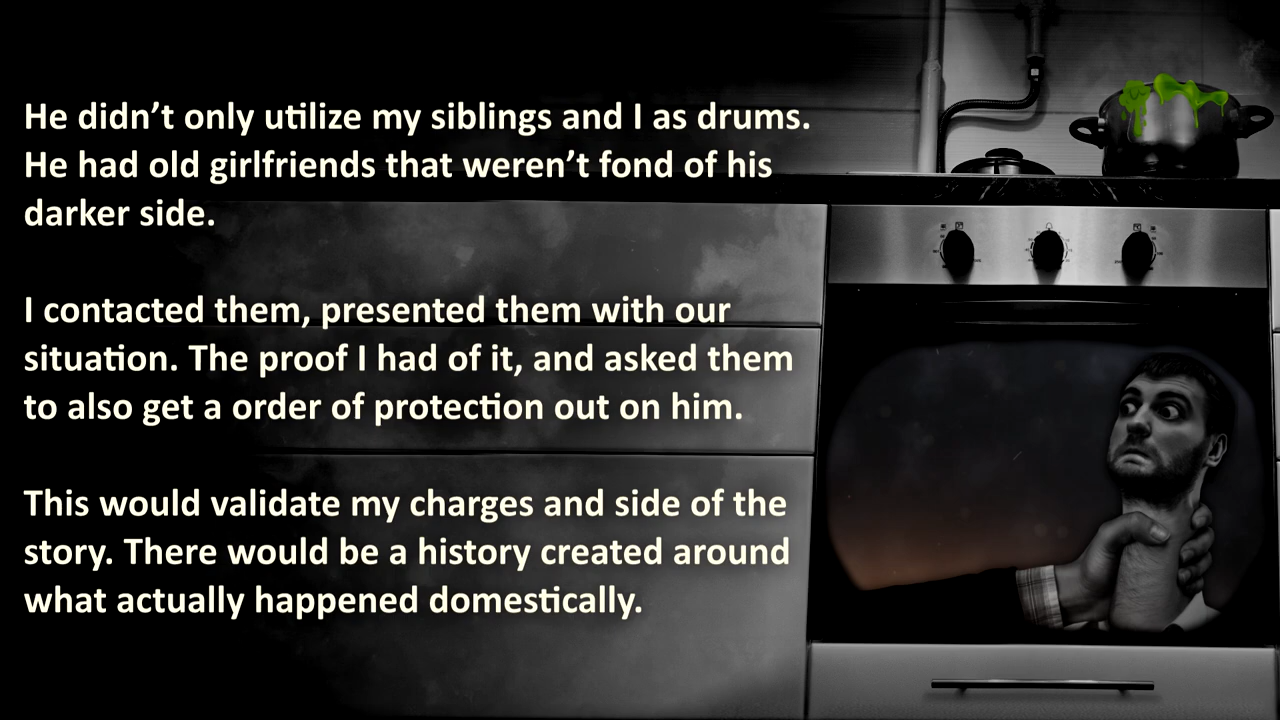 He didn’t only utilize my siblings and I as drums.
He had old girlfriends that weren’t fond of his
darker side.
I contacted them, presented them with our
situation. The proof I had of it, and asked them
to also get a order of protection out on him.
This would validate my charges and side of the
story. There would be a history created around
what actually happened domestically.